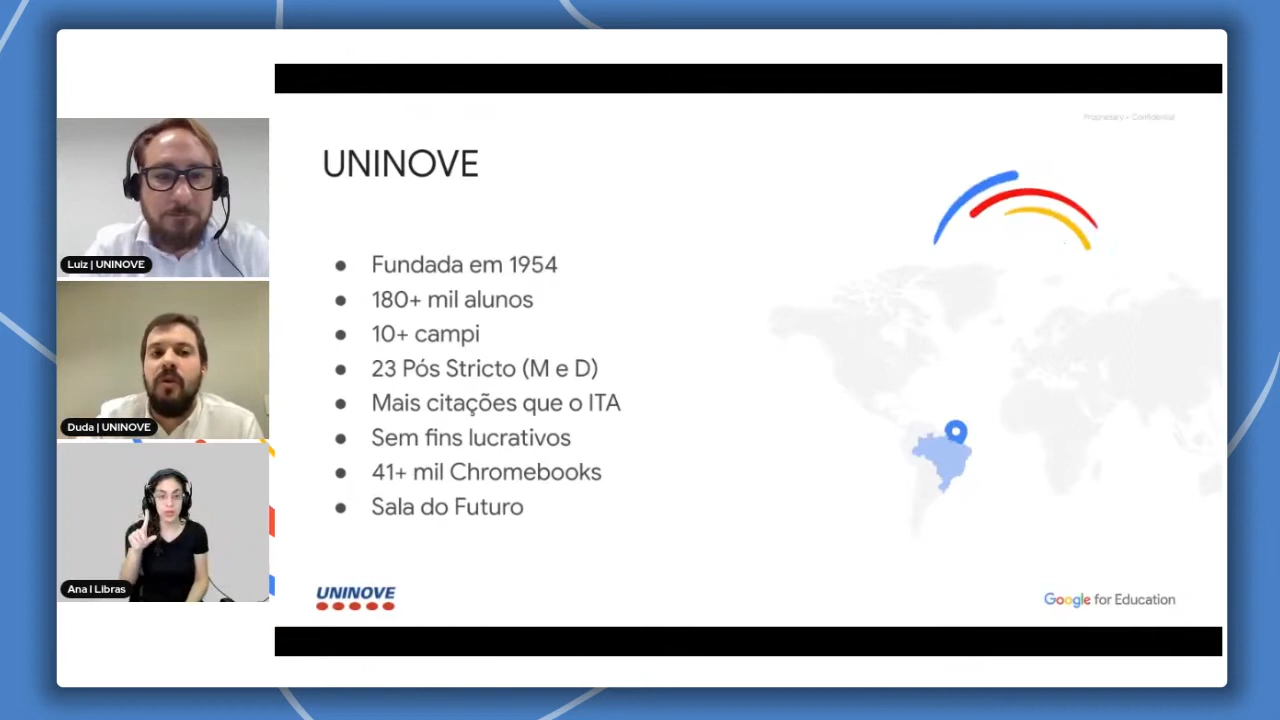 Proprietary + Confidential
UNINOVE
Luiz | UNINOVE
Duda | UNINOVE
Ana I Libras
● Fundada em 1954
● 180+ mil alunos
● 10+ campi
● 23 Pós Stricto (M e D)
● Mais citações que o ITA
● Sem fins lucrativos
● 41+ mil Chromebooks
● Sala do Futuro
UNINOVE
Google for Education